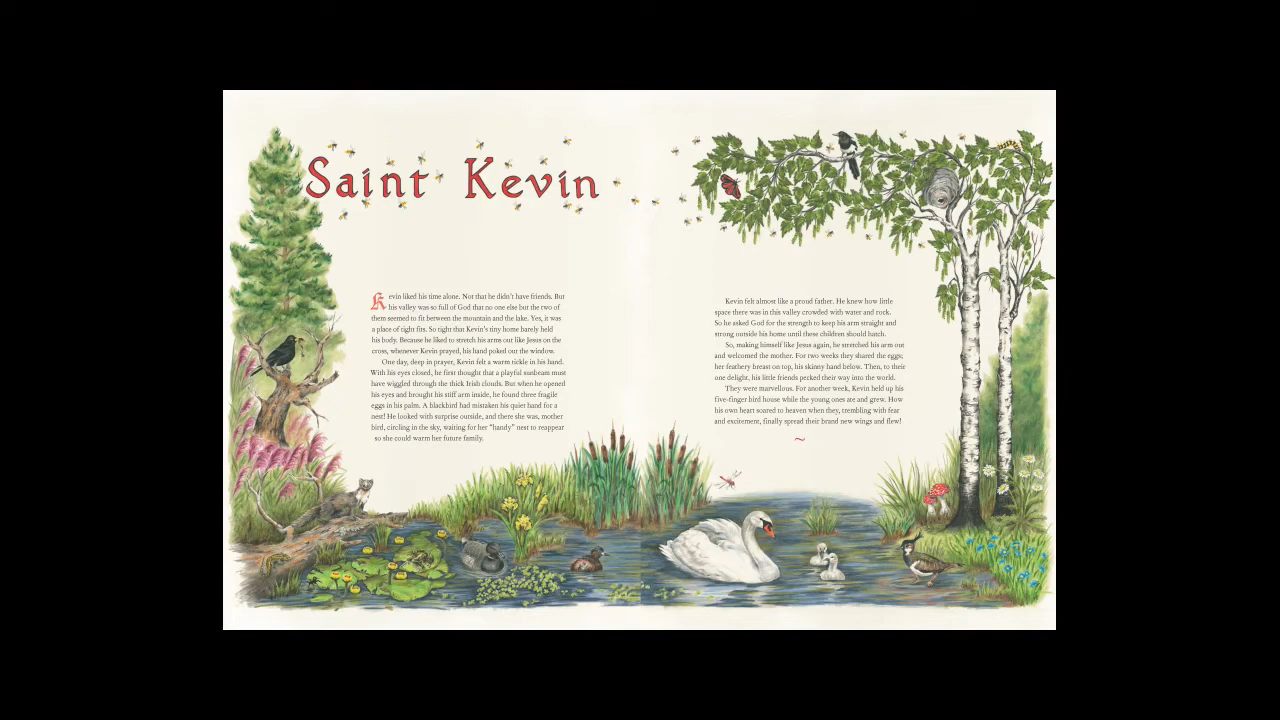 Saint Kevin
Kevin liked his time alone. Not that he didn't have friends. But
his valley was so full of God that no one else but the two of
them seemed to fit between the mountain and the lake. Yes, it was
a place of tight fits. So tight that Kevin's tiny home barely held
his body. Because he liked to stretch his arms out like Jesus on the
cross, whenever Kevin prayed, his hand poked out the window.
One day, deep in prayer, Kevin felt a warm tickle in his hand.
With his eyes closed, he first thought that a playful sunbeam must
have wiggled through the thick Irish clouds. But when he opened
his eyes and brought his stiff arm inside, he found three fragile
eggs in his palm. A blackbird had mistaken his quiet hand for a
nest! He looked with surprise outside, and there she was, mother
bird, circling in the sky, waiting for her "handy" nest to reappear
so she could warm her future family.
Kevin felt almost like a proud father. He knew how little
space there was in this valley crowded with water and rock.
So he asked God for the strength to keep his arm straight and
strong outside his home until these children should hatch.
So, making himself like Jesus again, he stretched his arm out
and welcomed the mother. For two weeks they shared the eggs;
her feathery breast on top, his skinny hand below. Then, to their
one delight, his little friends pecked their way into the world.
They were marvellous. For another week, Kevin held up his
five-finger bird house while the young ones ate and grew. How
his own heart soared to heaven when they, trembling with fear
and excitement, finally spread their brand new wings and flew!